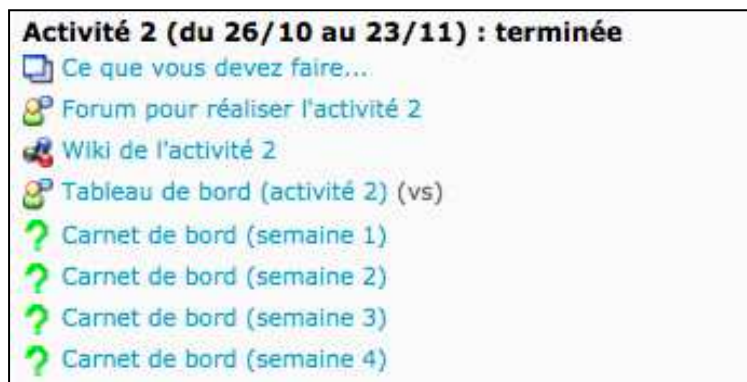 Activité 2 (du 26/10 au 23/11) : terminée
Ce que vous devez faire...
Forum pour réaliser l'activité 2
Wiki de l'activité 2
Tableau de bord (activité 2) (vs)
Carnet de bord (semaine 1)
Carnet de bord (semaine 2)
Carnet de bord (semaine 3)
Carnet de bord (semaine 4)